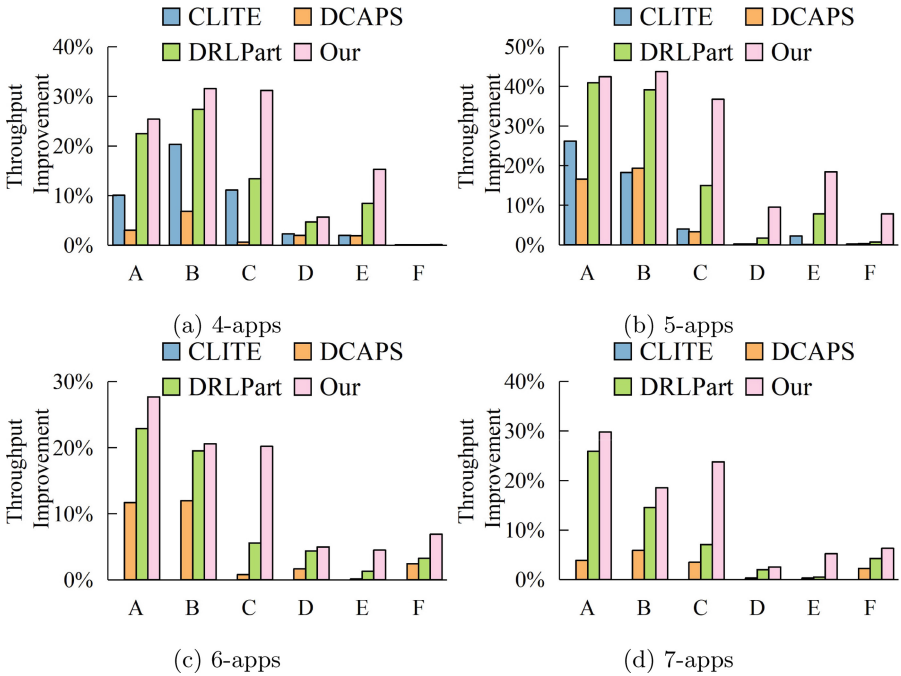 CLITE DCAPS
DRLPart Our
Throughput
Improvement
40%
30%
20%
10%
0%
A B C D E F
(a) 4-apps
CLITE DCAPS
DRLPart Our
Throughput
Improvement
50%
40%
30%
20%
10%
0%
A B C D E F
(b) 5-apps
CLITE DCAPS
DRLPart Our
Throughput
Improvement
30%
20%
10%
0%
A B C D E F
(c) 6-apps
CLITE DCAPS
DRLPart Our
Throughput
Improvement
40%
30%
20%
10%
0%
A B C D E F
(d) 7-apps